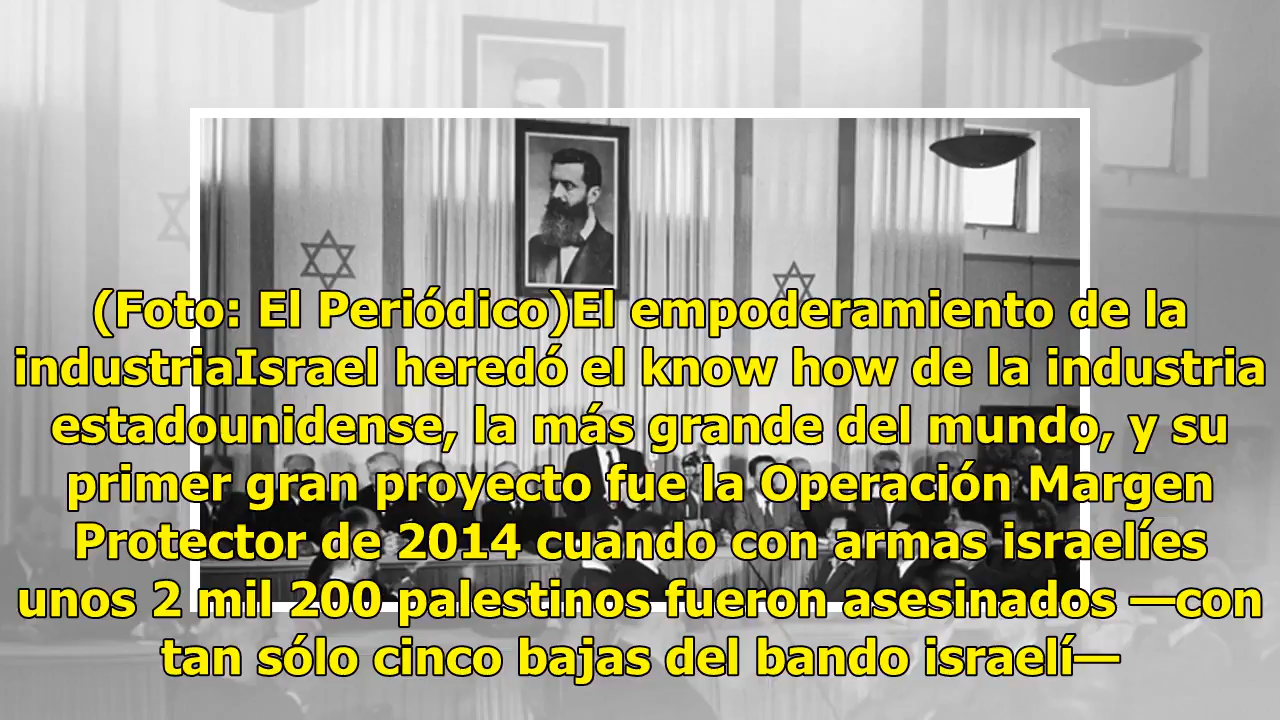 (Foto: El Periódico)El empoderamiento de la
industriaIsrael heredó el know how de la industria
estadounidense, la más grande del mundo, y su
primer gran proyecto fue la Operación Margen
Protector de 2014 cuando con armas israelíes
unos 2 mil 200 palestinos fueron asesinados —con
tan sólo cinco bajas del bando israelí—